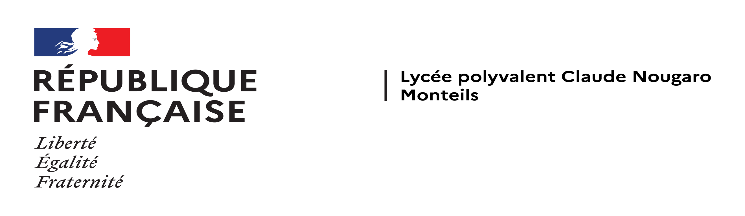 RÉPUBLIQUE
FRANÇAISE
Liberté
Égalité
Fraternité
Lycée polyvalent Claude Nougaro
Monteils